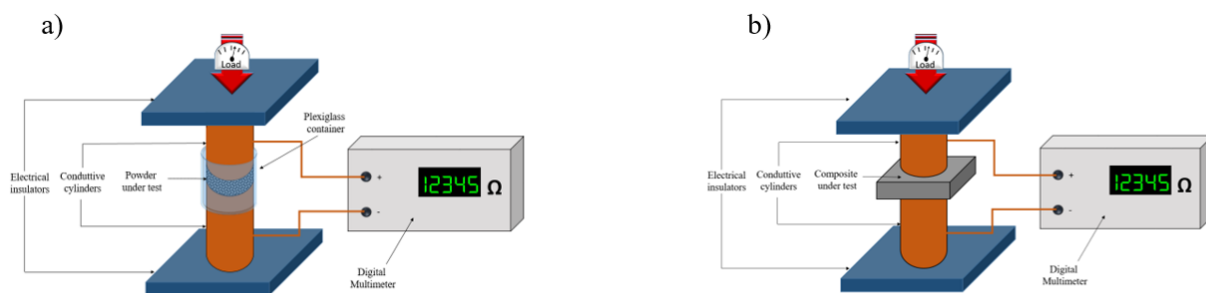 a)
Load
Plexiglass
container
Electrical
insulators
Conduttive
cylinders
Powder
under test
+
-
12345 Ω
Digital
Multimeter
b)
Load
Electrical
insulators
Conduttive
cylinders
Composite
under test
+
-
12345 Ω
Digital
Multimeter